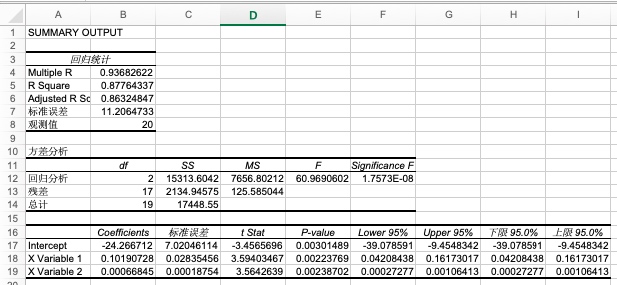 A B C D E F G H I
1 SUMMARY OUTPUT
2
3 回归统计
4 Multiple R 0.93682622
5 R Square 0.87764337
6 Adjusted R Sc 0.86324847
7 标准误差 11.2064733
8 观测值 20
9
10 方差分析
11 df SS MS F Significance F
12 回归分析 2 15313.6042 7656.80212 60.9690602 1.7573E-08
13 残差 17 2134.94575 125.585044
14 总计 19 17448.55
15
16 Coefficients 标准误差 t Stat P-value Lower 95% Upper 95% 下限 95.0% 上限 95.0%
17 Intercept -24.266712 7.02046114 -3.4565696 0.00301489 -39.078591 -9.4548342 -39.078591 -9.4548342
18 X Variable 1 0.10190728 0.02835456 3.59403467 0.00223769 0.04208438 0.16173017 0.04208438 0.16173017
19 X Variable 2 0.00066845 0.00018754 3.5642639 0.00238702 0.00027277 0.00106413 0.00027277 0.00106413